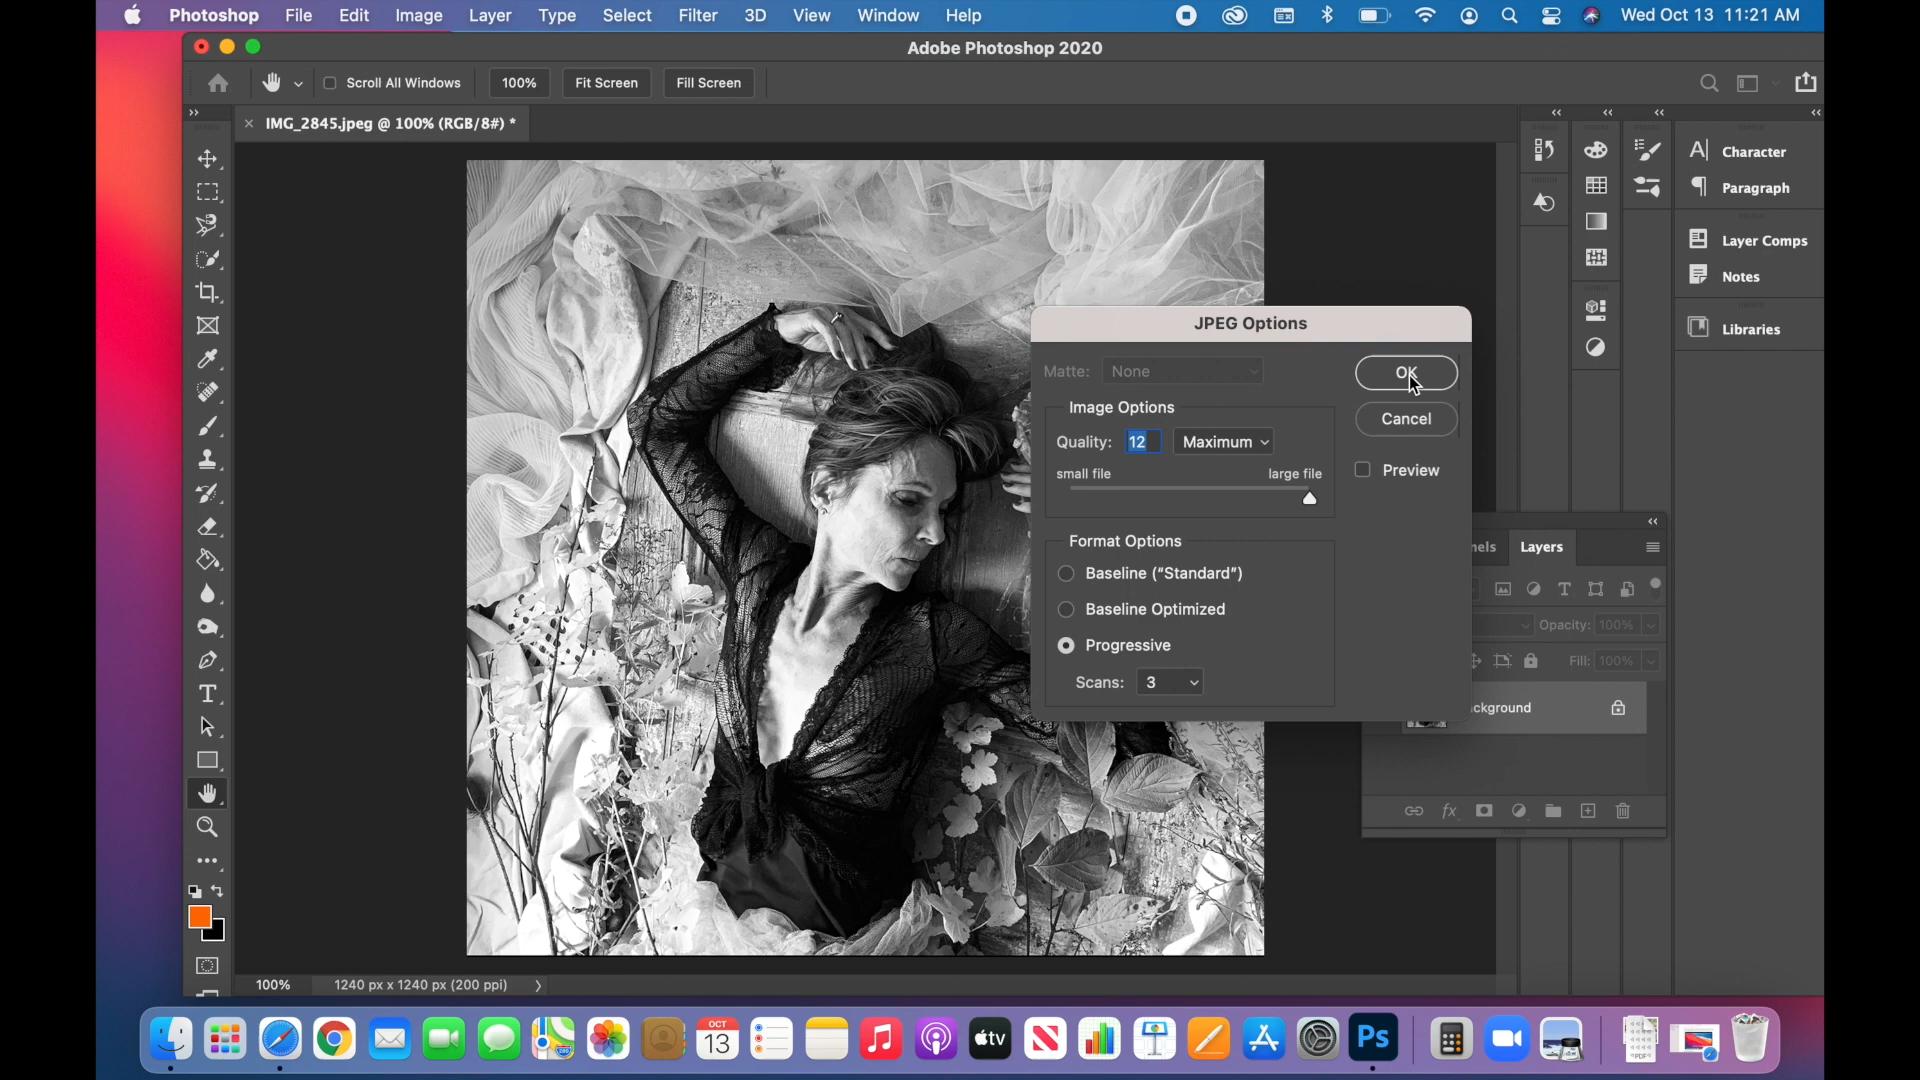 Photoshop File Edit Image Layer Type Select Filter 3D View Window Help Wed Oct 13 11:21 AM
Adobe Photoshop 2020
Scroll All Windows 100% Fit Screen Fill Screen
× IMG_2845.jpeg @ 100% (RGB/8#) *
Character
Paragraph
Layer Comps
Notes
Libraries
JPEG Options
Matte: None
OK
Image Options
Cancel
Quality: 12 Maximum
Preview
small file large file
Format Options
Baseline ("Standard")
Baseline Optimized
Progressive
Scans: 3
nels Layers
Opacity: 100%
Fill: 100%
ckground
fx
100% 1240 px x 1240 px (200 ppi)
OCT
13
tv
Ps
PDF